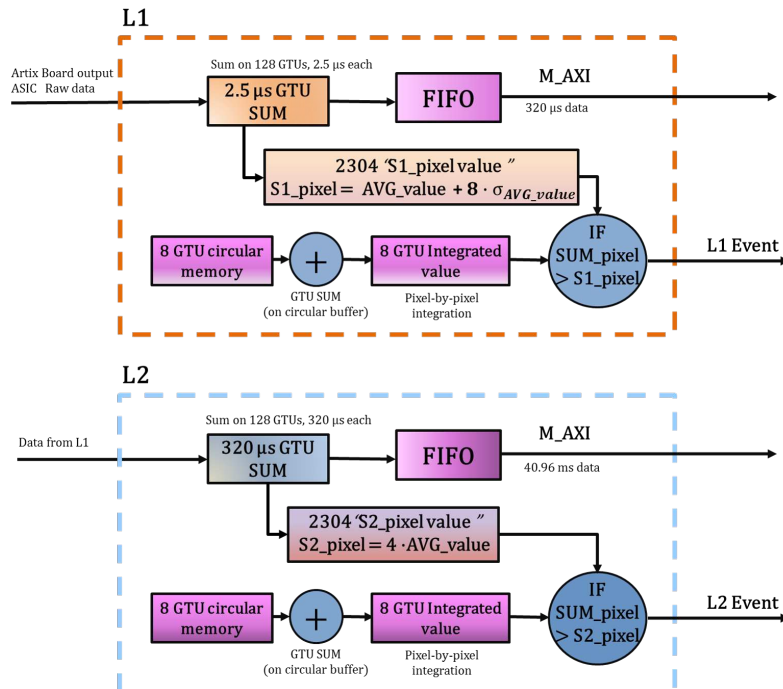 L1
Sum on 128 GTUs, 2.5 µs each
Artix Board output
ASIC Raw data
2.5 µs GTU
SUM
FIFO
M_AXI
320 µs data
2304 “S1_pixel value ”
S1_pixel = AVG_value + 8 · σAVG_value
8 GTU circular
memory
+
GTU SUM
(on circular buffer)
8 GTU Integrated
value
Pixel-by-pixel
integration
IF
SUM_pixel
> S1_pixel
L1 Event
L2
Sum on 128 GTUs, 320 µs each
Data from L1
320 µs GTU
SUM
FIFO
M_AXI
40.96 ms data
2304 “S2_pixel value ”
S2_pixel = 4 ·AVG_value
8 GTU circular
memory
+
GTU SUM
(on circular buffer)
8 GTU Integrated
value
Pixel-by-pixel
integration
IF
SUM_pixel
> S2_pixel
L2 Event